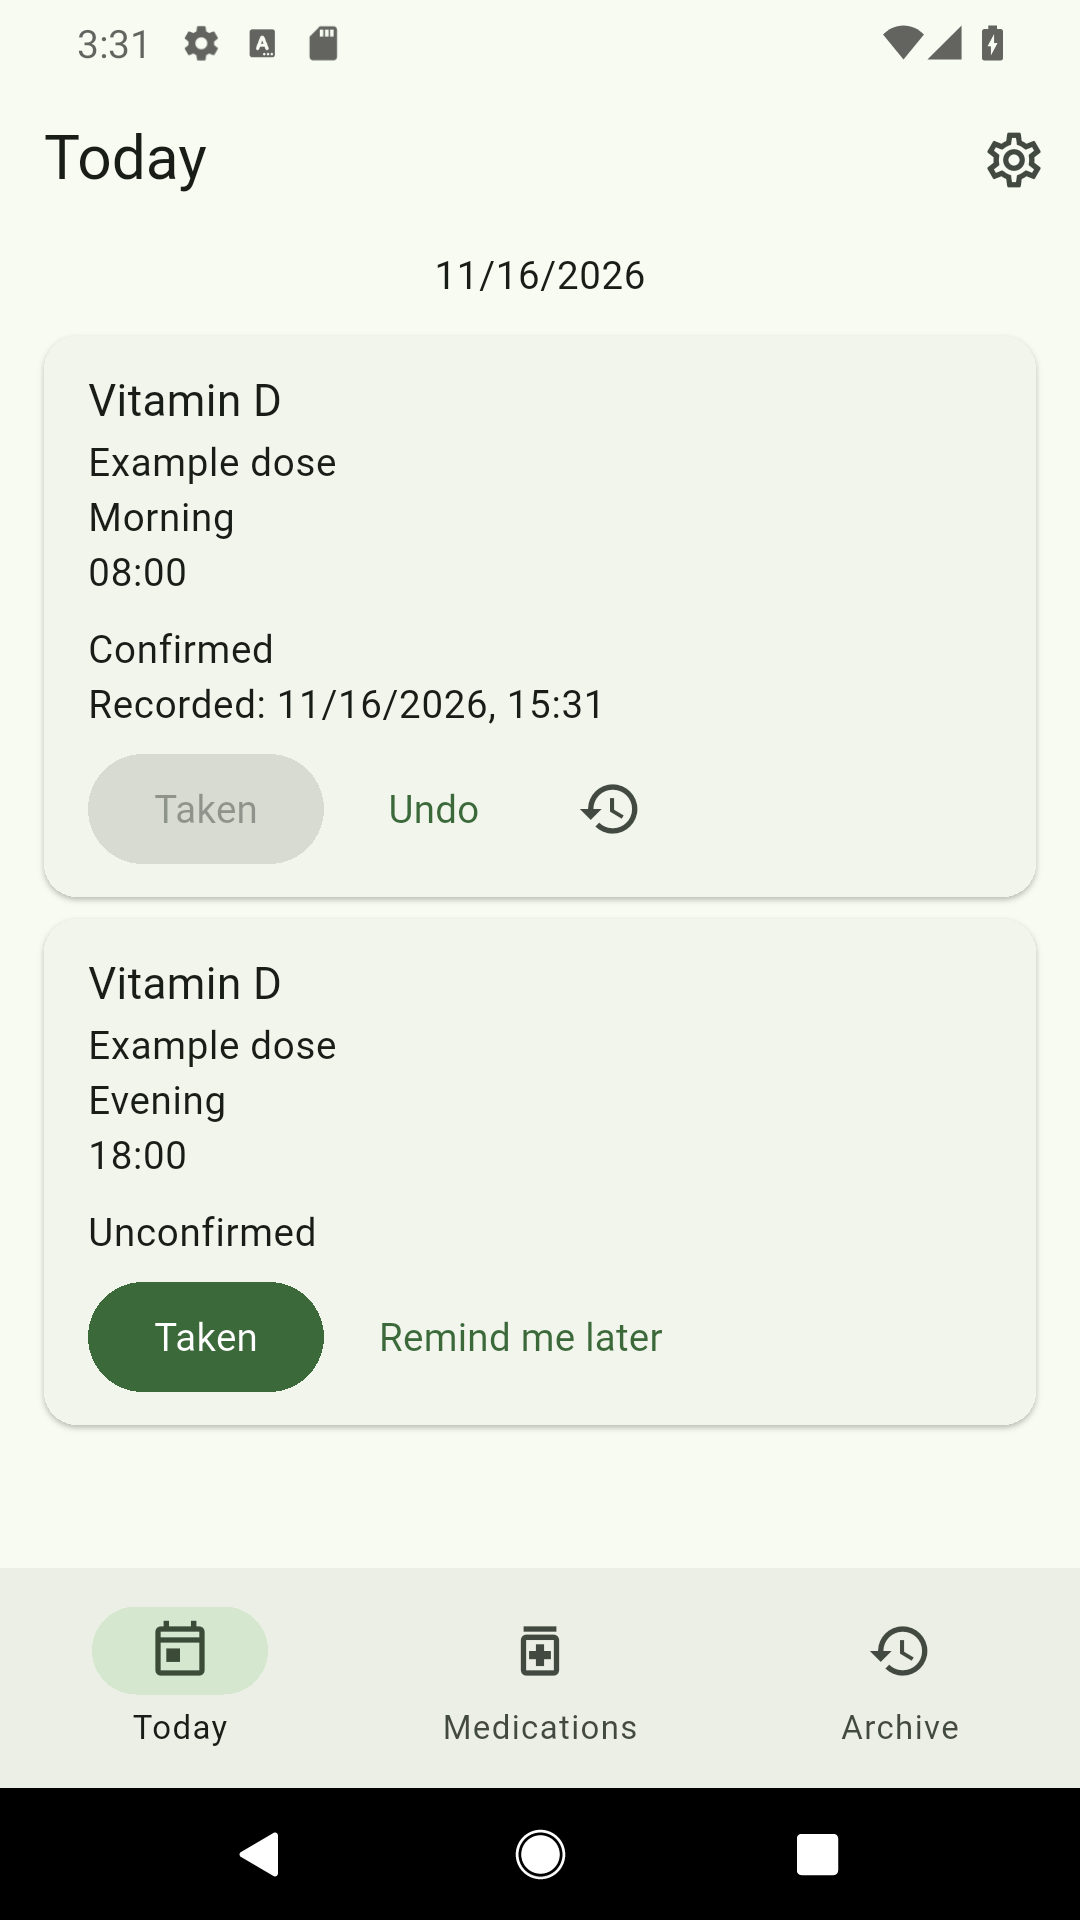 3:31
Today
11/16/2026
Vitamin D
Example dose
Morning
08:00
Confirmed
Recorded: 11/16/2026, 15:31
Taken Undo
Vitamin D
Example dose
Evening
18:00
Unconfirmed
Taken Remind me later
Today Medications Archive